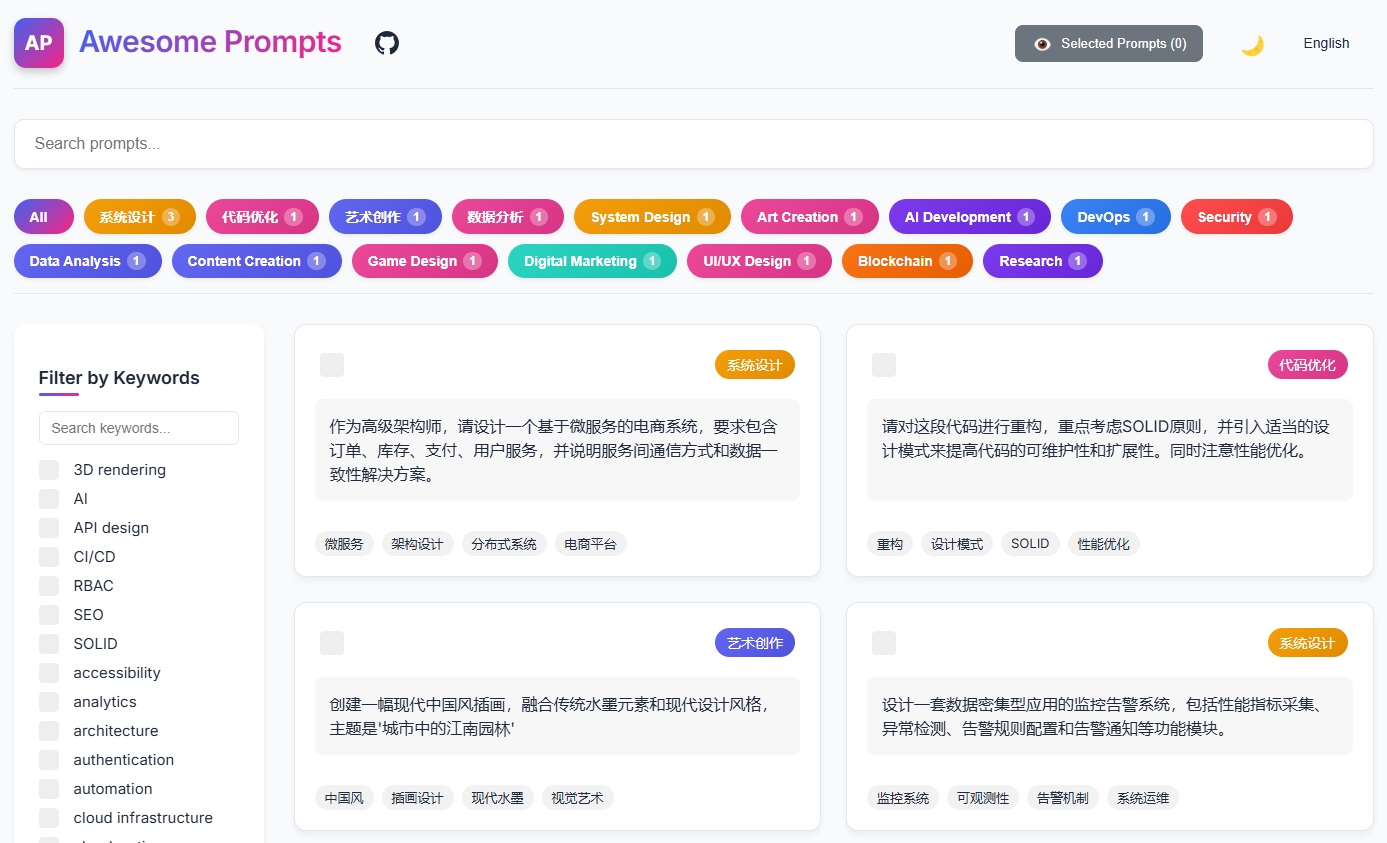 AP Awesome Prompts Selected Prompts (0) English
Search prompts...
All 系统设计 3 代码优化 1 艺术创作 1 数据分析 1 System Design 1 Art Creation 1 AI Development 1 DevOps 1 Security 1
Data Analysis 1 Content Creation 1 Game Design 1 Digital Marketing 1 UI/UX Design 1 Blockchain 1 Research 1
Filter by Keywords
Search keywords...
3D rendering
AI
API design
CI/CD
RBAC
SEO
SOLID
accessibility
analytics
architecture
authentication
automation
cloud infrastructure
系统设计
作为高级架构师，请设计一个基于微服务的电商系统，要求包含
订单、库存、支付、用户服务，并说明服务间通信方式和数据一
致性解决方案。
微服务 架构设计 分布式系统 电商平台
代码优化
请对这段代码进行重构，重点考虑SOLID原则，并引入适当的设
计模式来提高代码的可维护性和扩展性。同时注意性能优化。
重构 设计模式 SOLID 性能优化
艺术创作
创建一幅现代中国风插画，融合传统水墨元素和现代设计风格，
主题是'城市中的江南园林'
中国风 插画设计 现代水墨 视觉艺术
系统设计
设计一套数据密集型应用的监控告警系统，包括性能指标采集、
异常检测、告警规则配置和告警通知等功能模块。
监控系统 可观测性 告警机制 系统运维